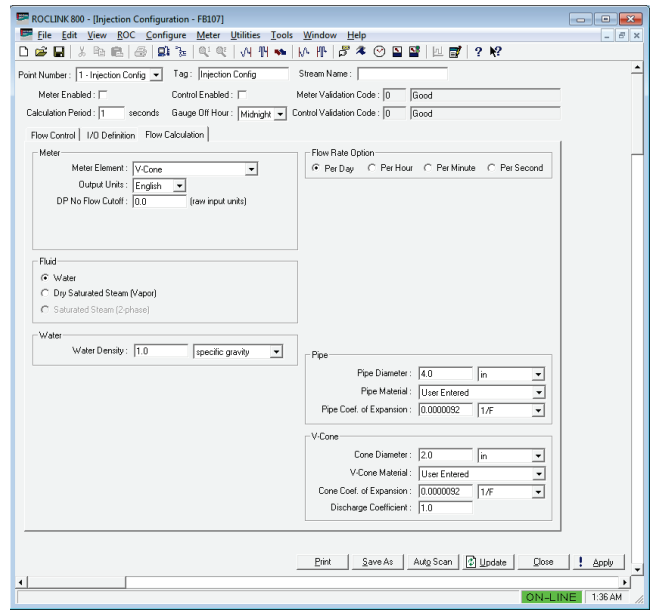 ROCLINK 800 - [Injection Configuration - FB107]
File Edit View ROC Configure Meter Utilities Tools Window Help
Point Number : 1 - Injection Config Tag : Injection Config Stream Name :
Meter Enabled : Control Enabled : Meter Validation Code : 0 Good
Calculation Period : 1 seconds Gauge Off Hour : Midnight Control Validation Code : 0 Good
Flow Control I/O Definition Flow Calculation
Meter
Meter Element : V-Cone
Output Units : English
DP No Flow Cutoff : 0.0 (raw input units)
Flow Rate Option
Per Day Per Hour Per Minute Per Second
Fluid
Water
Dry Saturated Steam (Vapor)
Saturated Steam (2-phase)
Water
Water Density : 1.0 specific gravity
Pipe
Pipe Diameter : 4.0 in
Pipe Material : User Entered
Pipe Coef. of Expansion : 0.0000092 1/F
V-Cone
Cone Diameter : 2.0 in
V-Cone Material : User Entered
Cone Coef. of Expansion : 0.0000092 1/F
Discharge Coefficient : 1.0
Print Save As Auto Scan Update Close ! Apply
ON-LINE 1:36 AM